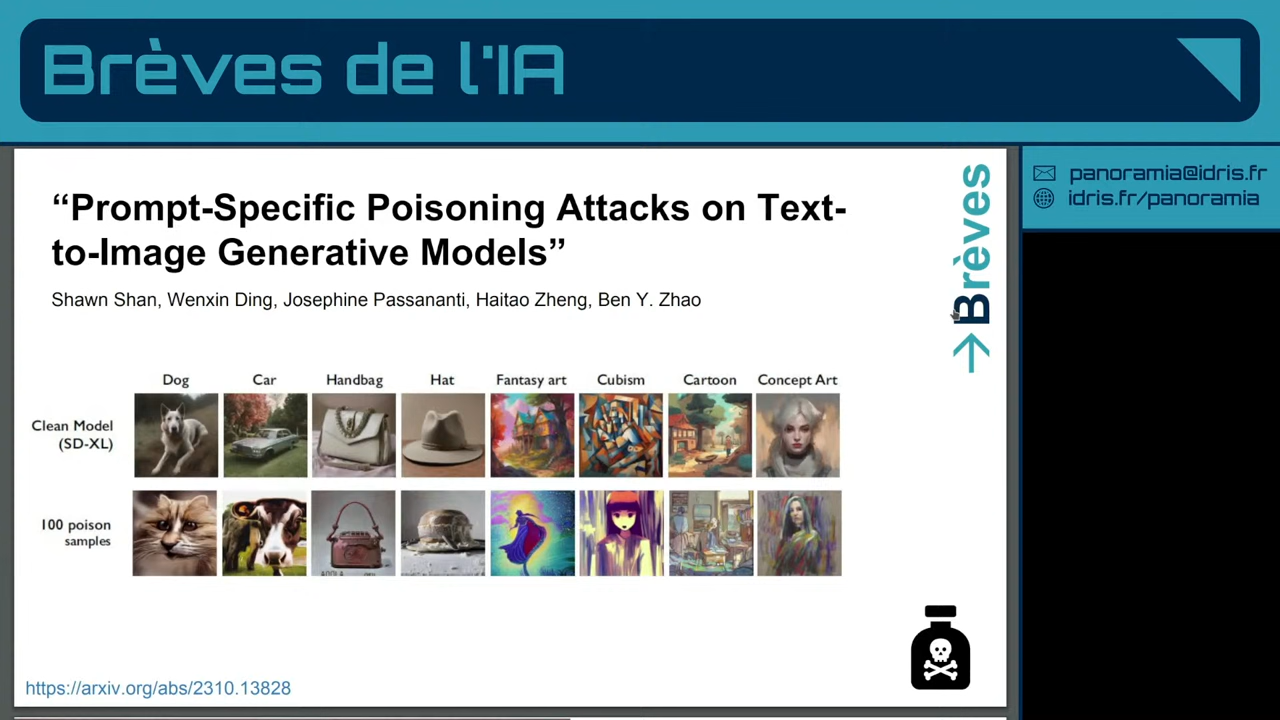 Brèves de l'IA
panoramia@idris.fr
idris.fr/panoramia
“Prompt-Specific Poisoning Attacks on Text-
to-Image Generative Models”
Shawn Shan, Wenxin Ding, Josephine Passananti, Haitao Zheng, Ben Y. Zhao
→ Brèves
Dog Car Handbag Hat Fantasy art Cubism Cartoon Concept Art
Clean Model
(SD-XL)
100 poison
samples
https://arxiv.org/abs/2310.13828